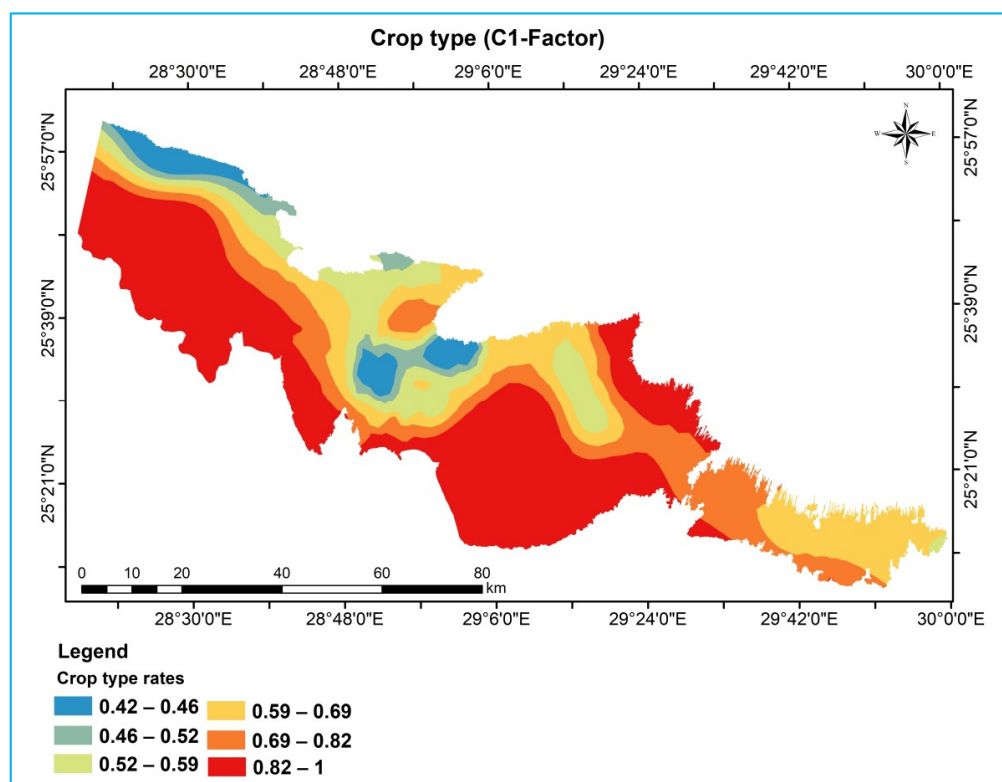 Crop type (C1-Factor)
28°30'0"E 28°48'0"E 29°6'0"E 29°24'0"E 29°42'0"E 30°0'0"E
N
W E
S
25°57'0"N 25°57'0"N
25°39'0"N 25°39'0"N
25°21'0"N 25°21'0"N
0 10 20 40 60 80
km
28°30'0"E 28°48'0"E 29°6'0"E 29°24'0"E 29°42'0"E 30°0'0"E
Legend
Crop type rates
0.42 – 0.46 0.59 – 0.69
0.46 – 0.52 0.69 – 0.82
0.52 – 0.59 0.82 – 1